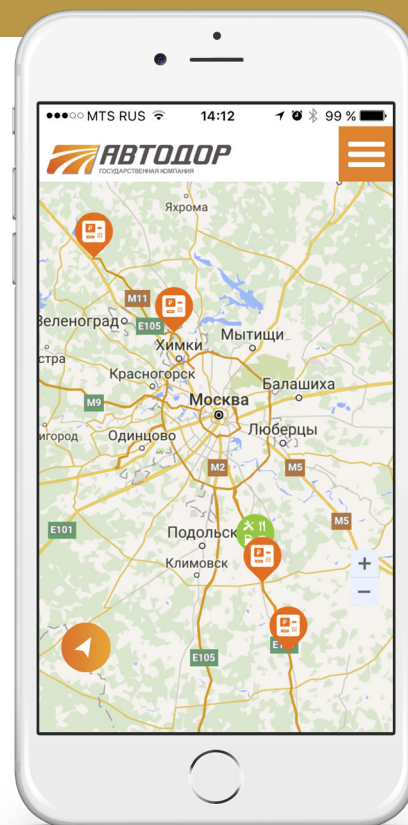 MTS RUS 14:12 99 %
АВТОДОР
ГОСУДАРСТВЕННАЯ КОМПАНИЯ
Яхрома
M11
Зеленоград
E105
Химки
Мытищи
Красногорск
Балашиха
M9
Москва
Одинцово
Люберцы
M2
M5
M5
E101
Подольск
+
Климовск
−
E105